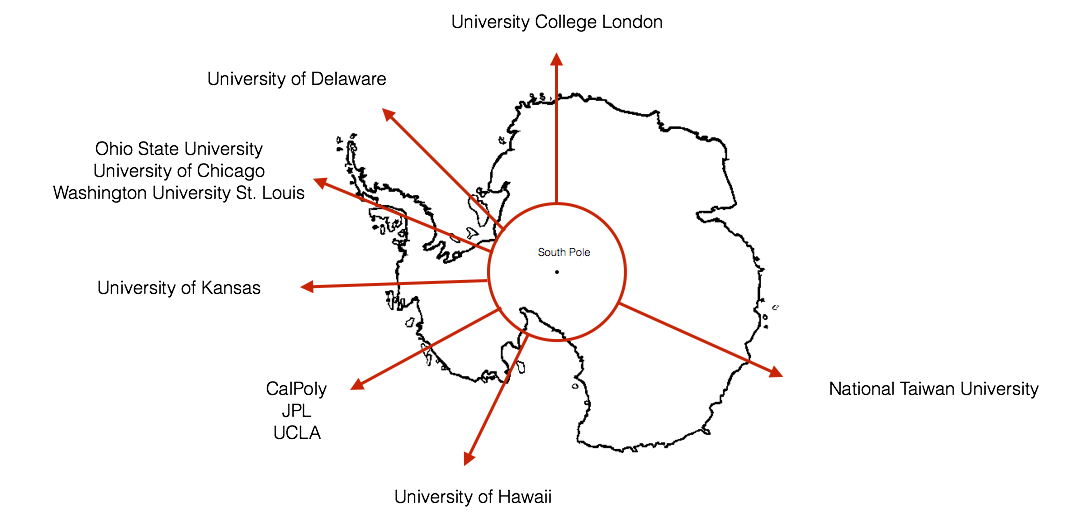 University College London
University of Delaware
Ohio State University
University of Chicago
Washington University St. Louis
South Pole
University of Kansas
CalPoly
JPL
UCLA
National Taiwan University
University of Hawaii